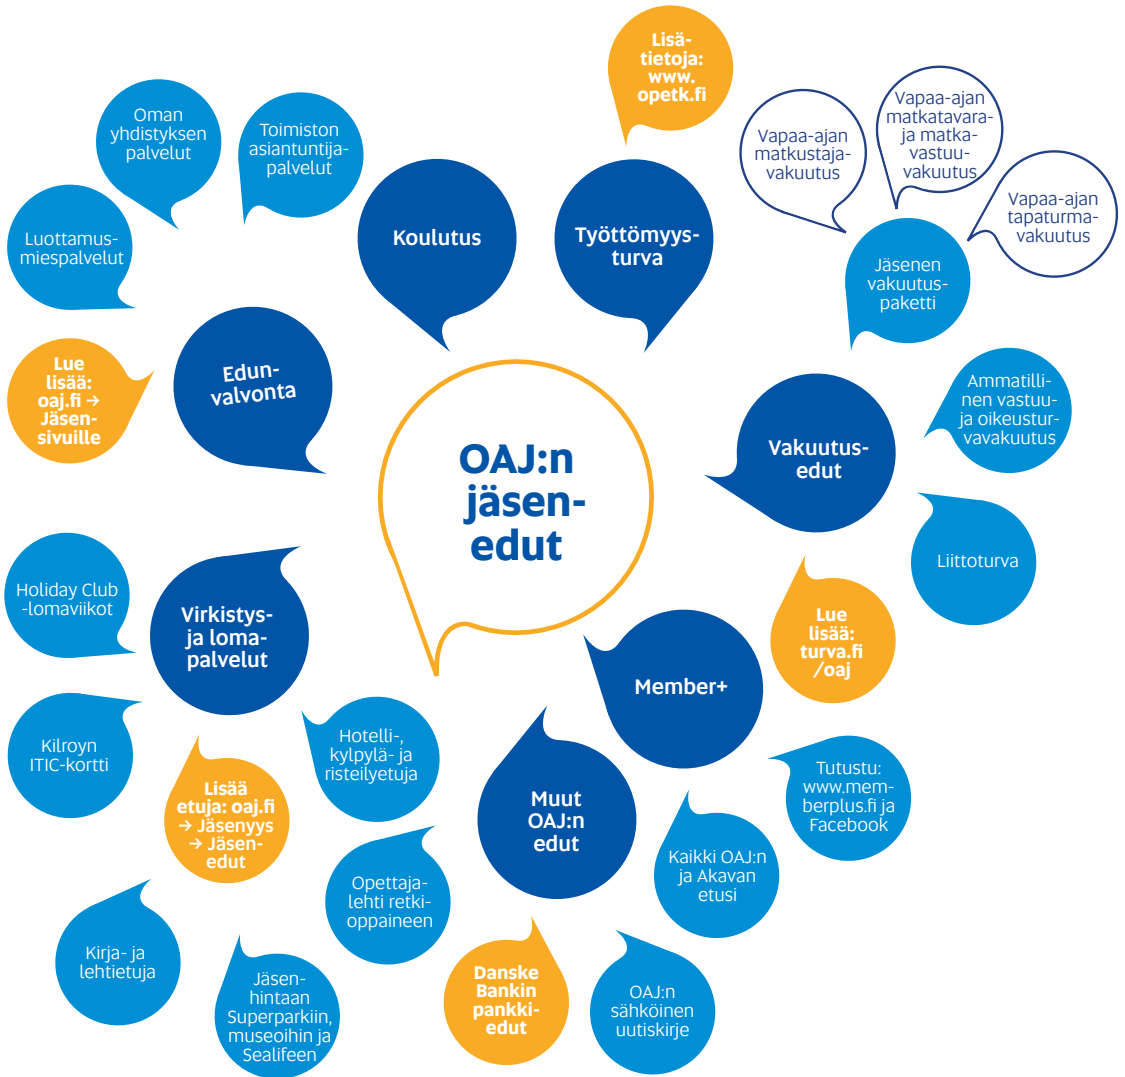 Lisä-
tietoja:
www.
opetk.fi
Oman
yhdistyksen
palvelut
Toimiston
asiantuntija-
palvelut
Vapaa-ajan
matkustaja-
vakuutus
Vapaa-ajan
matkatavara-
ja matka-
vastuu-
vakuutus
Vapaa-ajan
tapaturma-
vakuutus
Luottamus-
miespalvelut
Koulutus
Työttömyys-
turva
Jäsenen
vakuutus-
paketti
Lue
lisää:
oaj.fi →
Jäsen-
sivuille
Edun-
valvonta
OAJ:n
jäsen-
edut
Vakuutus-
edut
Ammatilli-
nen vastuu-
ja oikeustur-
vavakuutus
Liittoturva
Holiday Club
-lomaviikot
Virkistys-
ja loma-
palvelut
Lue
lisää:
turva.fi
/oaj
Member+
Kilroyn
ITIC-kortti
Lisää
etuja: oaj.fi
→ Jäsenyys
→ Jäsen-
edut
Hotelli-,
kylpylä- ja
risteilyetuja
Muut
OAJ:n
edut
Tutustu:
www.mem-
berplus.fi ja
Facebook
Kaikki OAJ:n
ja Akavan
etusi
Opettaja-
lehti retki-
oppaineen
Kirja- ja
lehtietuja
Jäsen-
hintaan
Superparkiin,
museoihin ja
Sealifeen
Danske
Bankin
pankki-
edut
OAJ:n
sähköinen
uutiskirje